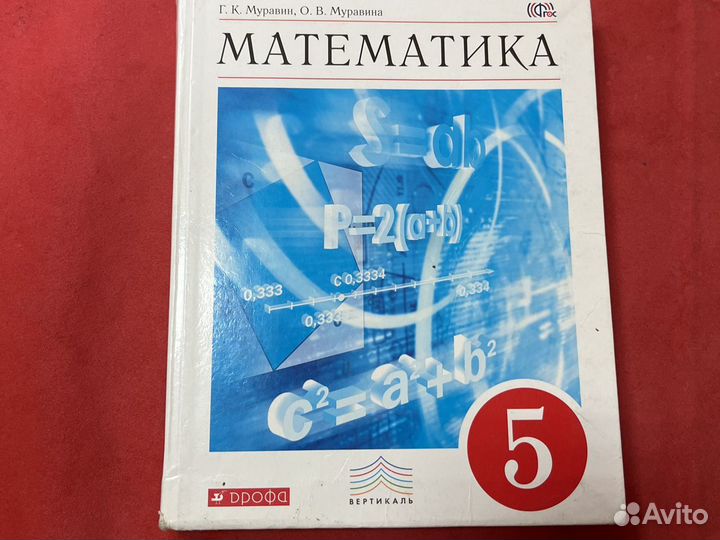 Г. К. Муравин, О. В. Муравина
ФГОС
МАТЕМАТИКА
S=ab
P=2(a+b)
0,333
C 0,3334
0,334
0,333
c²=a²+b²
5
ДРОФА
ВЕРТИКАЛЬ
Avito